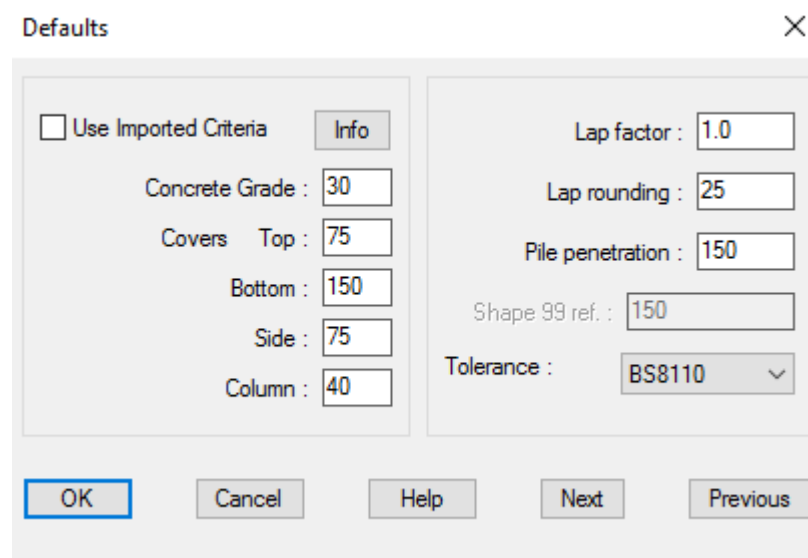 Defaults
Use Imported Criteria Info
Concrete Grade : 30
Covers Top : 75
Bottom : 150
Side : 75
Column : 40
Lap factor : 1.0
Lap rounding : 25
Pile penetration : 150
Shape 99 ref. : 150
Tolerance : BS8110
OK Cancel Help Next Previous